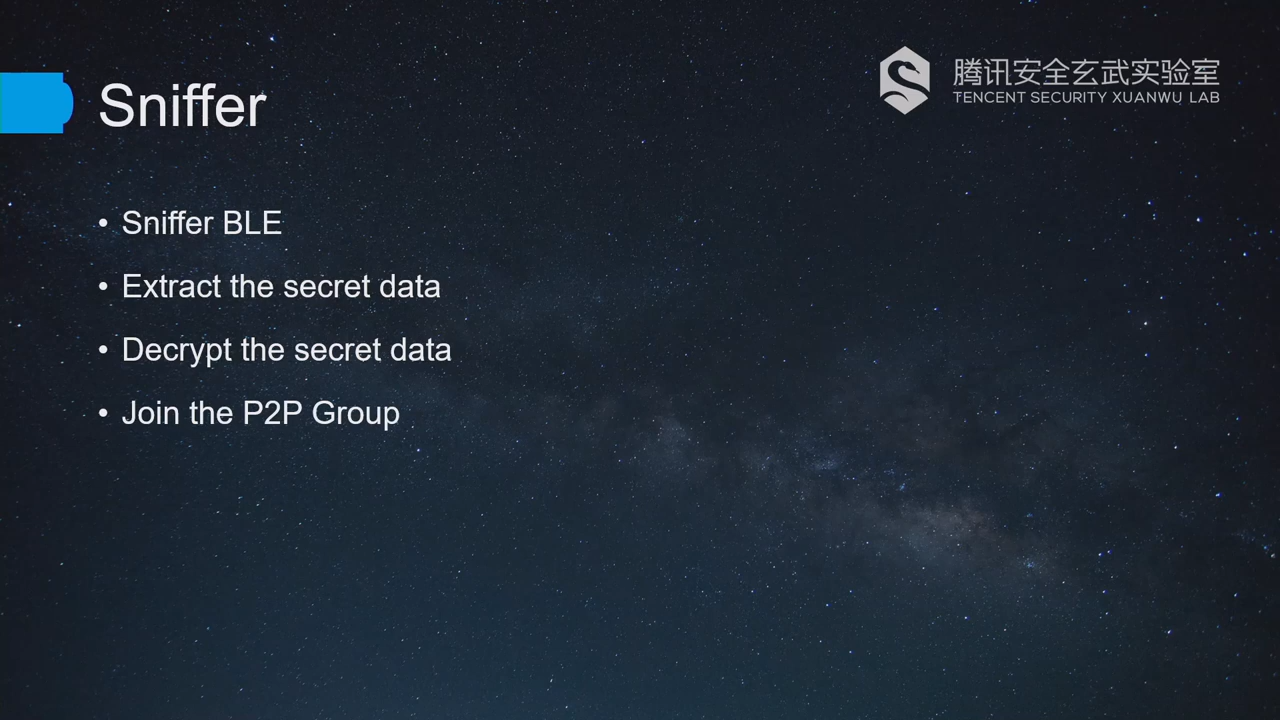 Sniffer
腾讯安全玄武实验室
TENCENT SECURITY XUANWU LAB
• Sniffer BLE
• Extract the secret data
• Decrypt the secret data
• Join the P2P Group